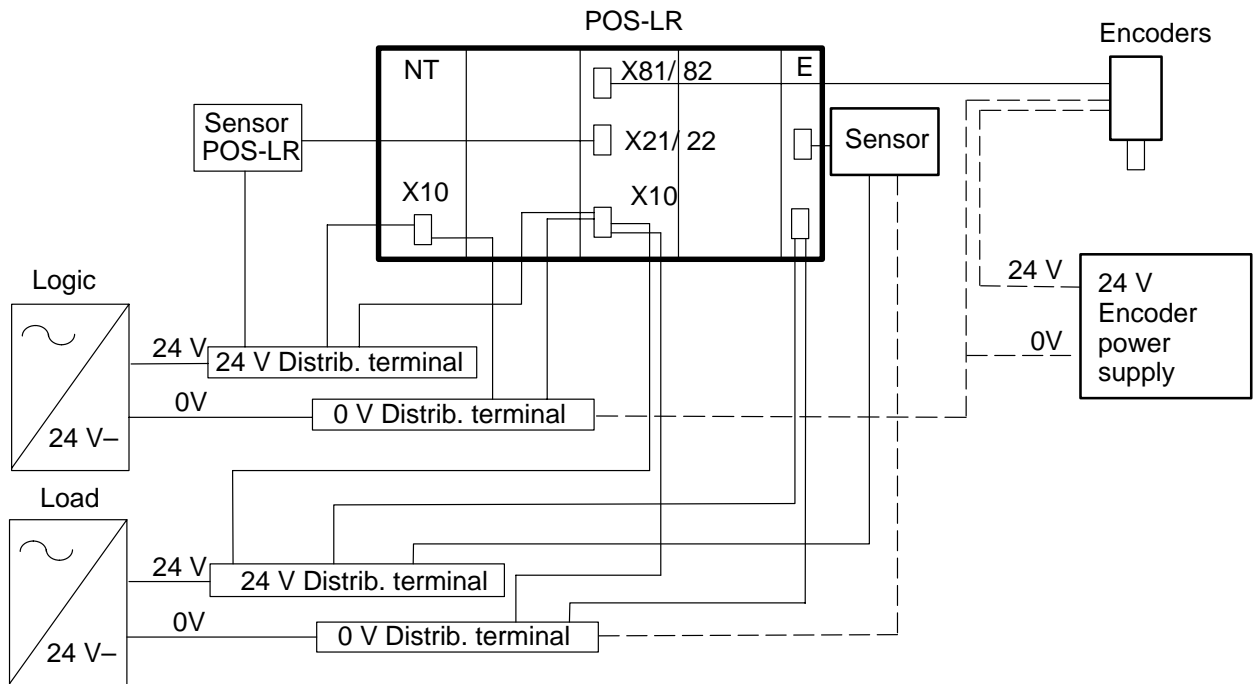 POS-LR
Encoders
NT
X81/ 82
E
Sensor
POS-LR
X21/ 22
Sensor
X10
X10
Logic
24 V
24 V
Encoder
power
supply
24 V
24 V Distrib. terminal
0V
0V
0 V Distrib. terminal
24 V–
Load
24 V
24 V Distrib. terminal
0V
0 V Distrib. terminal
24 V–